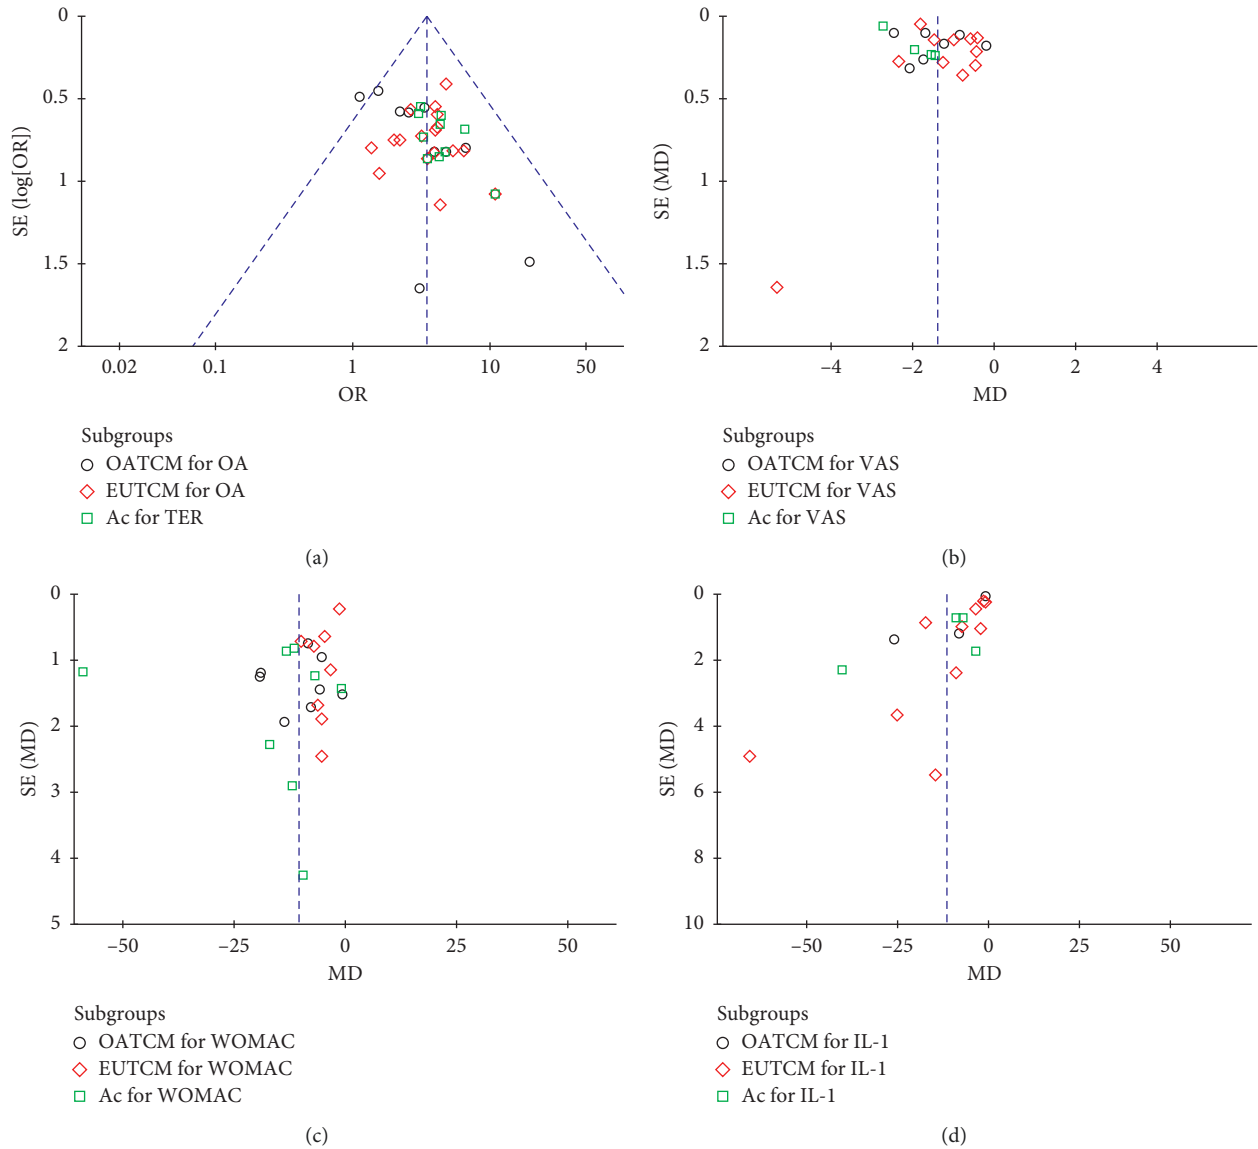 0
0.5
1
1.5
2
SE (log[OR])
0.02 0.1 1 10 50
OR
Subgroups
OATCM for OA
EUTCM for OA
Ac for TER
(a)
0
0.5
1
1.5
2
SE (MD)
−4 −2 0 2 4
MD
Subgroups
OATCM for VAS
EUTCM for VAS
Ac for VAS
(b)
0
1
2
3
4
5
SE (MD)
−50 −25 0 25 50
MD
Subgroups
OATCM for WOMAC
EUTCM for WOMAC
Ac for WOMAC
(c)
0
2
4
6
8
10
SE (MD)
−50 −25 0 25 50
MD
Subgroups
OATCM for IL-1
EUTCM for IL-1
Ac for IL-1
(d)